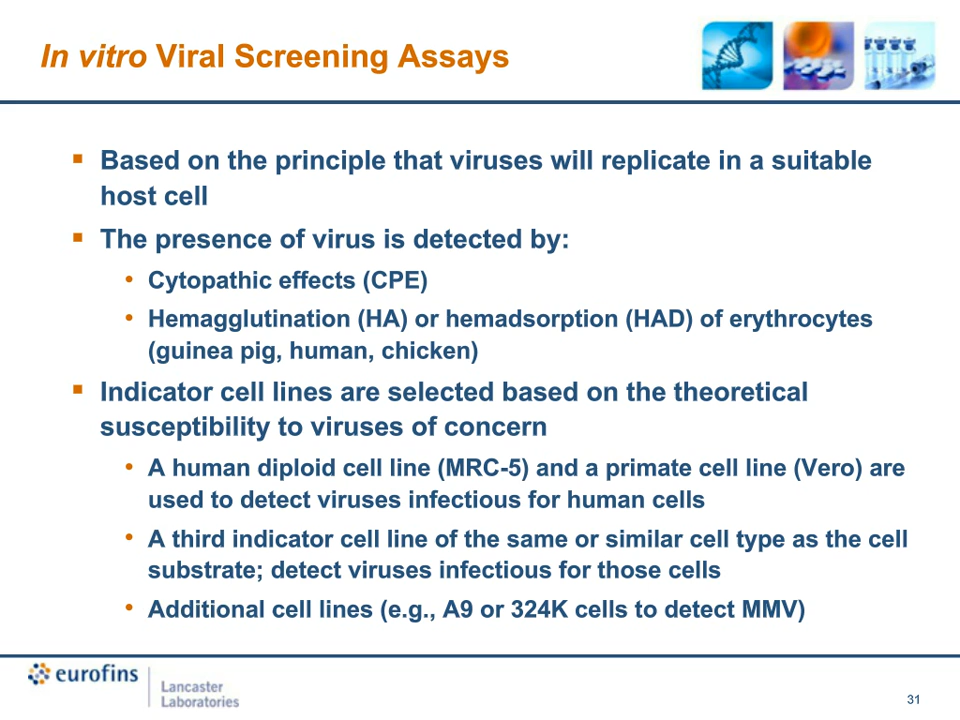 In vitro Viral Screening Assays
Based on the principle that viruses will replicate in a suitable
host cell
The presence of virus is detected by:
Cytopathic effects (CPE)
Hemagglutination (HA) or hemadsorption (HAD) of erythrocytes
(guinea pig, human, chicken)
Indicator cell lines are selected based on the theoretical
susceptibility to viruses of concern
A human diploid cell line (MRC-5) and a primate cell line (Vero) are
used to detect viruses infectious for human cells
A third indicator cell line of the same or similar cell type as the cell
substrate; detect viruses infectious for those cells
Additional cell lines (e.g., A9 or 324K cells to detect MMV)
eurofins
Lancaster
Laboratories
31